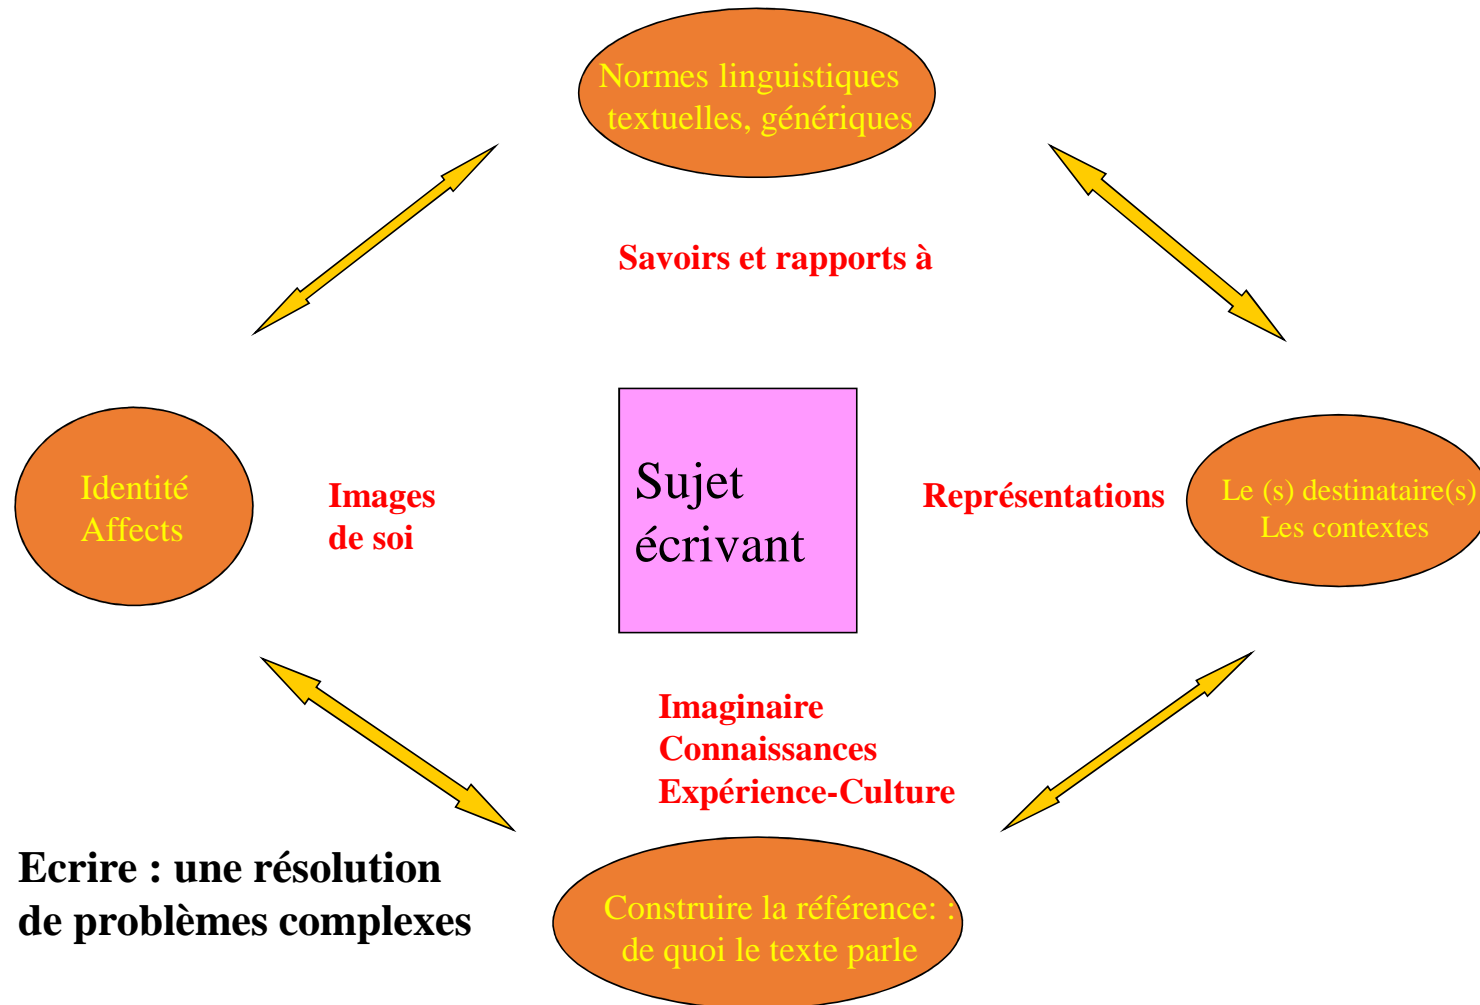 Normes linguistiques
textuelles, génériques
Savoirs et rapports à
Identité
Affects
Images
de soi
Sujet
écrivant
Représentations
Le (s) destinataire(s)
Les contextes
Imaginaire
Connaissances
Expérience-Culture
Ecrire : une résolution
de problèmes complexes
Construire la référence: :
de quoi le texte parle